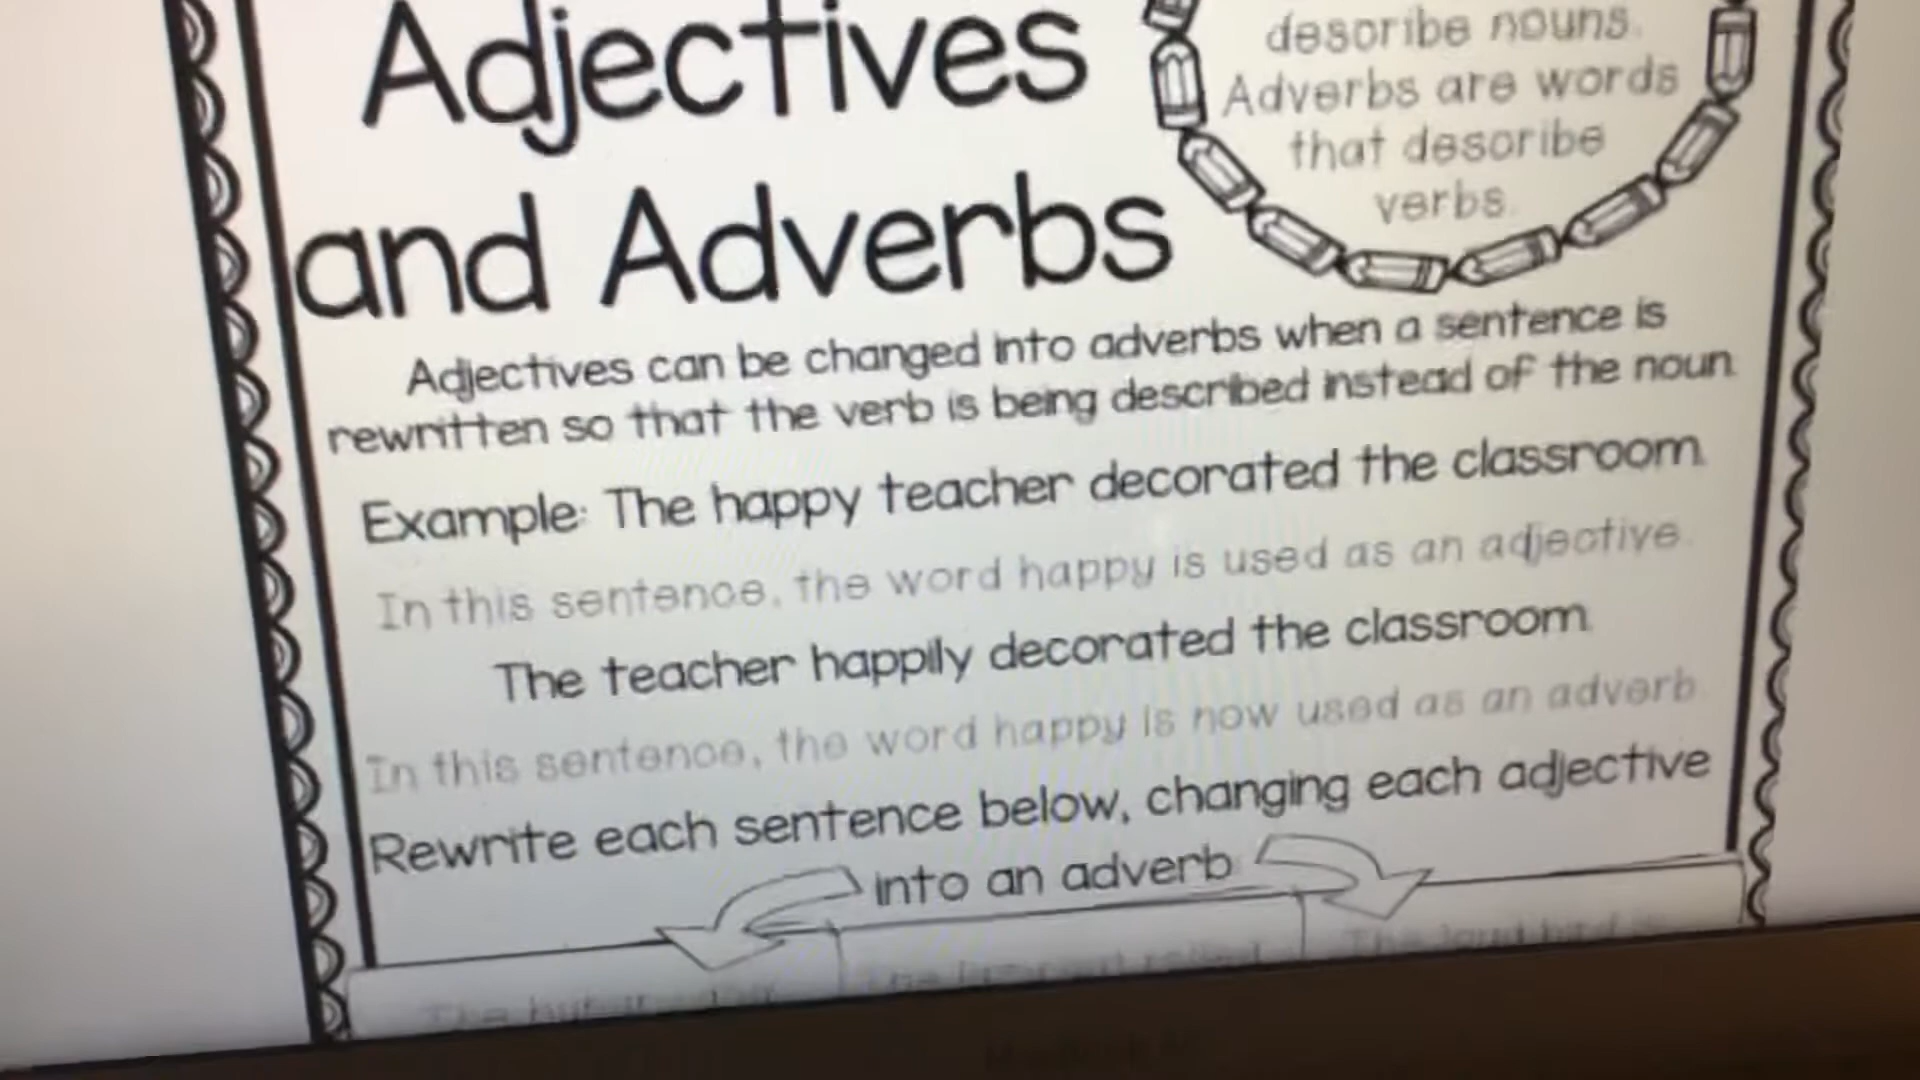 Adjectives
and Adverbs
describe nouns.
Adverbs are words
that describe
verbs.
Adjectives can be changed into adverbs when a sentence is
rewritten so that the verb is being described instead of the noun.
Example: The happy teacher decorated the classroom.
In this sentence, the word happy is used as an adjective.
The teacher happily decorated the classroom.
In this sentence, the word happy is now used as an adverb.
Rewrite each sentence below, changing each adjective
into an adverb.
The
The
The loud